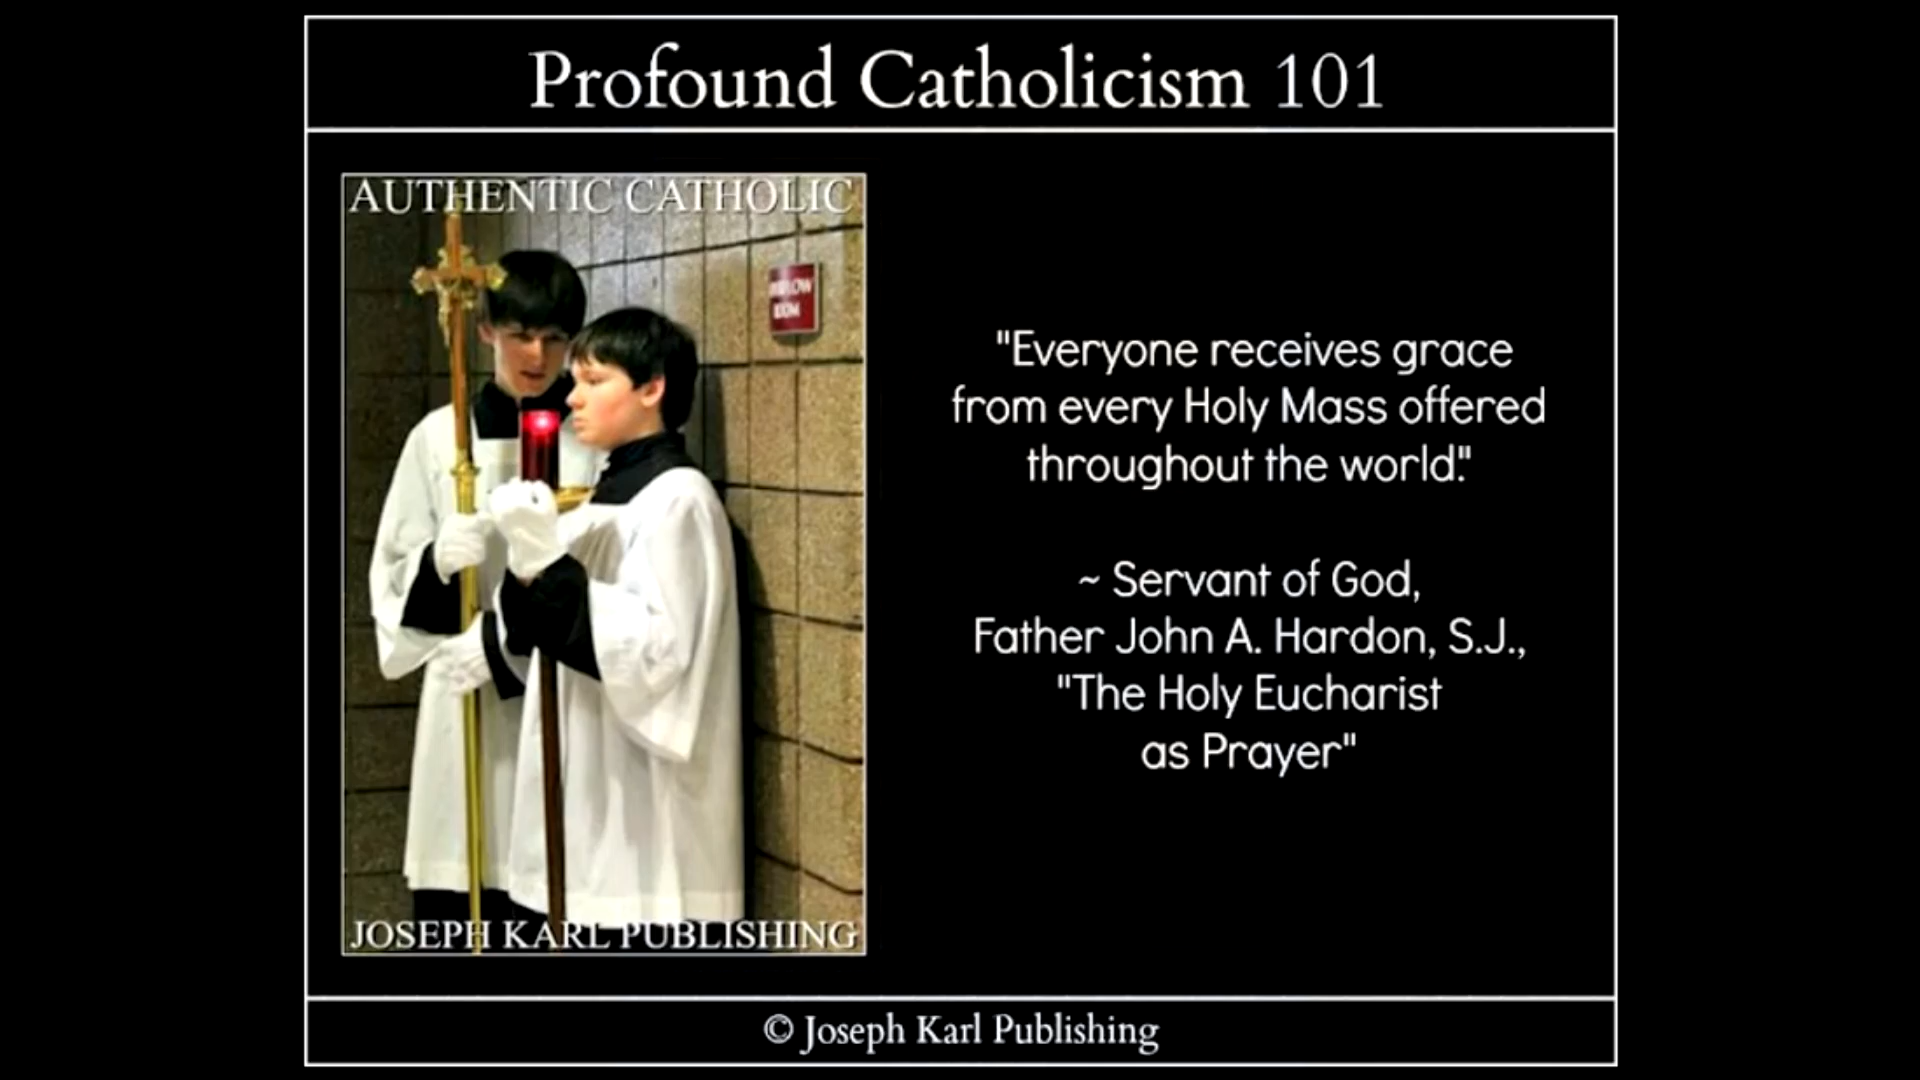 Profound Catholicism 101
AUTHENTIC CATHOLIC
"Everyone receives grace
from every Holy Mass offered
throughout the world."
~ Servant of God,
Father John A. Hardon, S.J.,
"The Holy Eucharist
as Prayer"
JOSEPH KARL PUBLISHING
© Joseph Karl Publishing